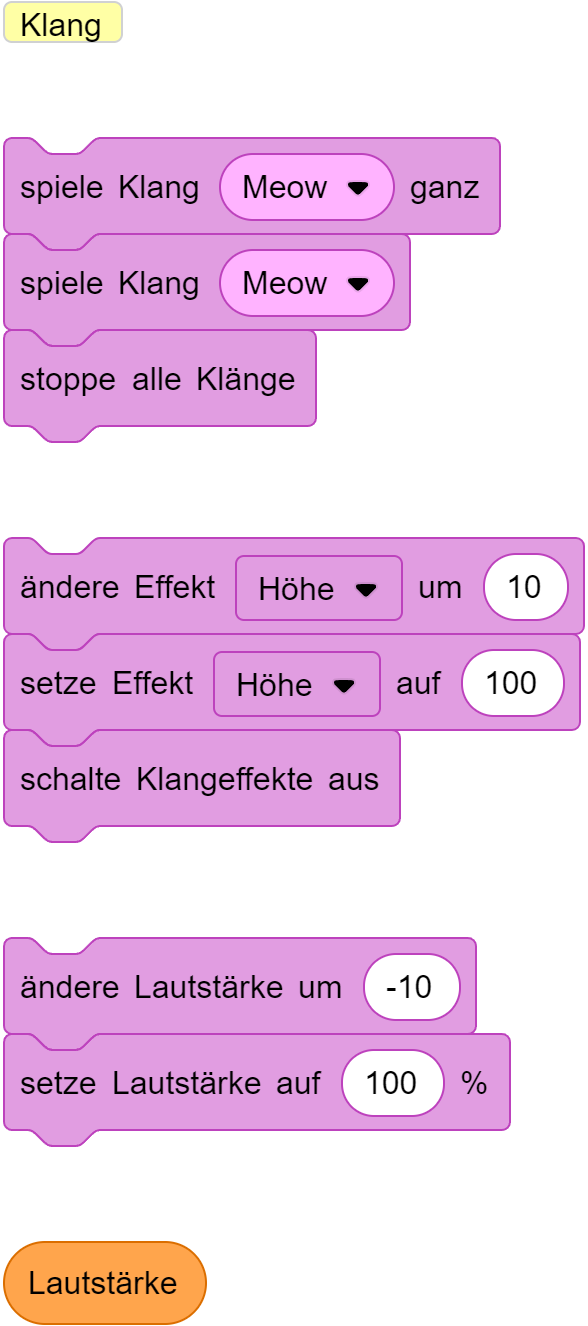 Klang
spiele Klang Meow ganz
spiele Klang Meow
stoppe alle Klänge
ändere Effekt Höhe um 10
setze Effekt Höhe auf 100
schalte Klangeffekte aus
ändere Lautstärke um -10
setze Lautstärke auf 100 %
Lautstärke